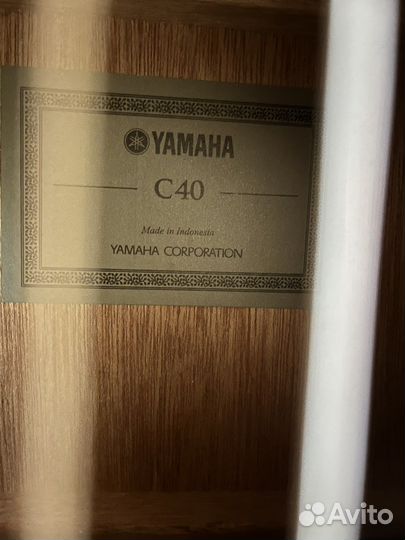 YAMAHA
C40
Made in Indonesia
YAMAHA CORPORATION
Avito